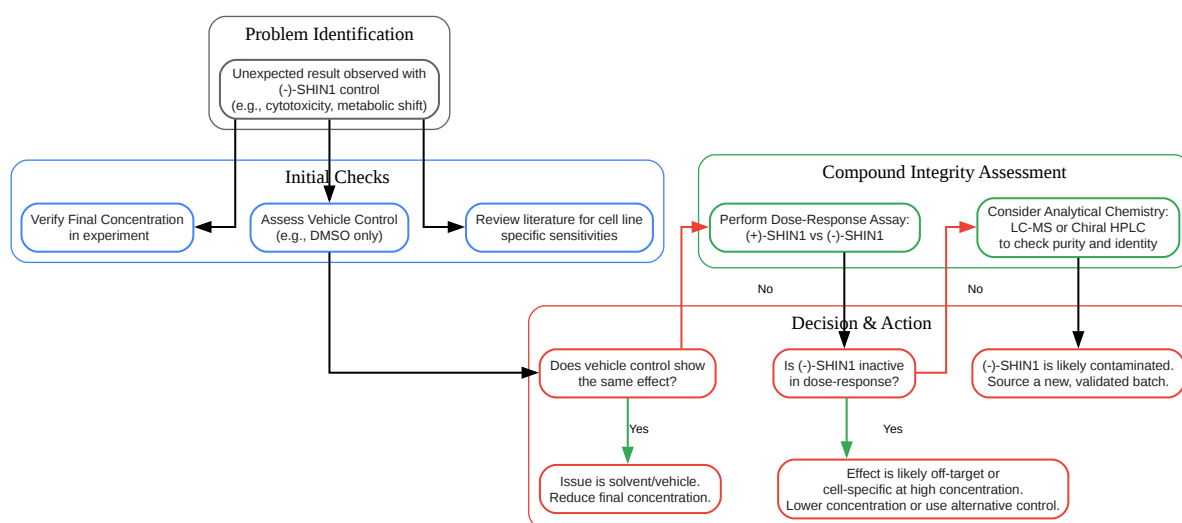 Problem Identification
Unexpected result observed with
(-)-SHIN1 control
(e.g., cytotoxicity, metabolic shift)
Initial Checks
Verify Final Concentration
in experiment
Assess Vehicle Control
(e.g., DMSO only)
Review literature for cell line
specific sensitivities
Compound Integrity Assessment
Perform Dose-Response Assay:
(+)-SHIN1 vs (-)-SHIN1
Consider Analytical Chemistry:
LC-MS or Chiral HPLC
to check purity and identity
No
No
Decision & Action
Does vehicle control show
the same effect?
Is (-)-SHIN1 inactive
in dose-response?
(-)-SHIN1 is likely contaminated.
Source a new, validated batch.
Yes
Yes
Issue is solvent/vehicle.
Reduce final concentration.
Effect is likely off-target or
cell-specific at high concentration.
Lower concentration or use alternative control.